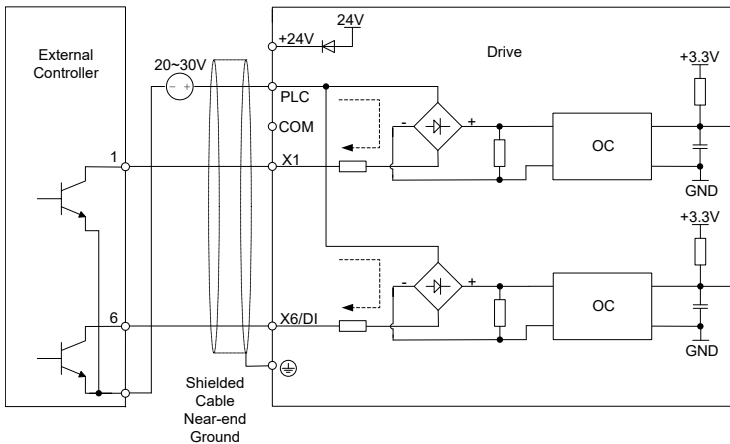 24V
+24V
External
Controller
Drive
20~30V
+3.3V
- +
PLC
- +
COM
OC
1
X1
GND
+3.3V
- +
OC
6
X6/DI
GND
Shielded
Cable
Near-end
Ground